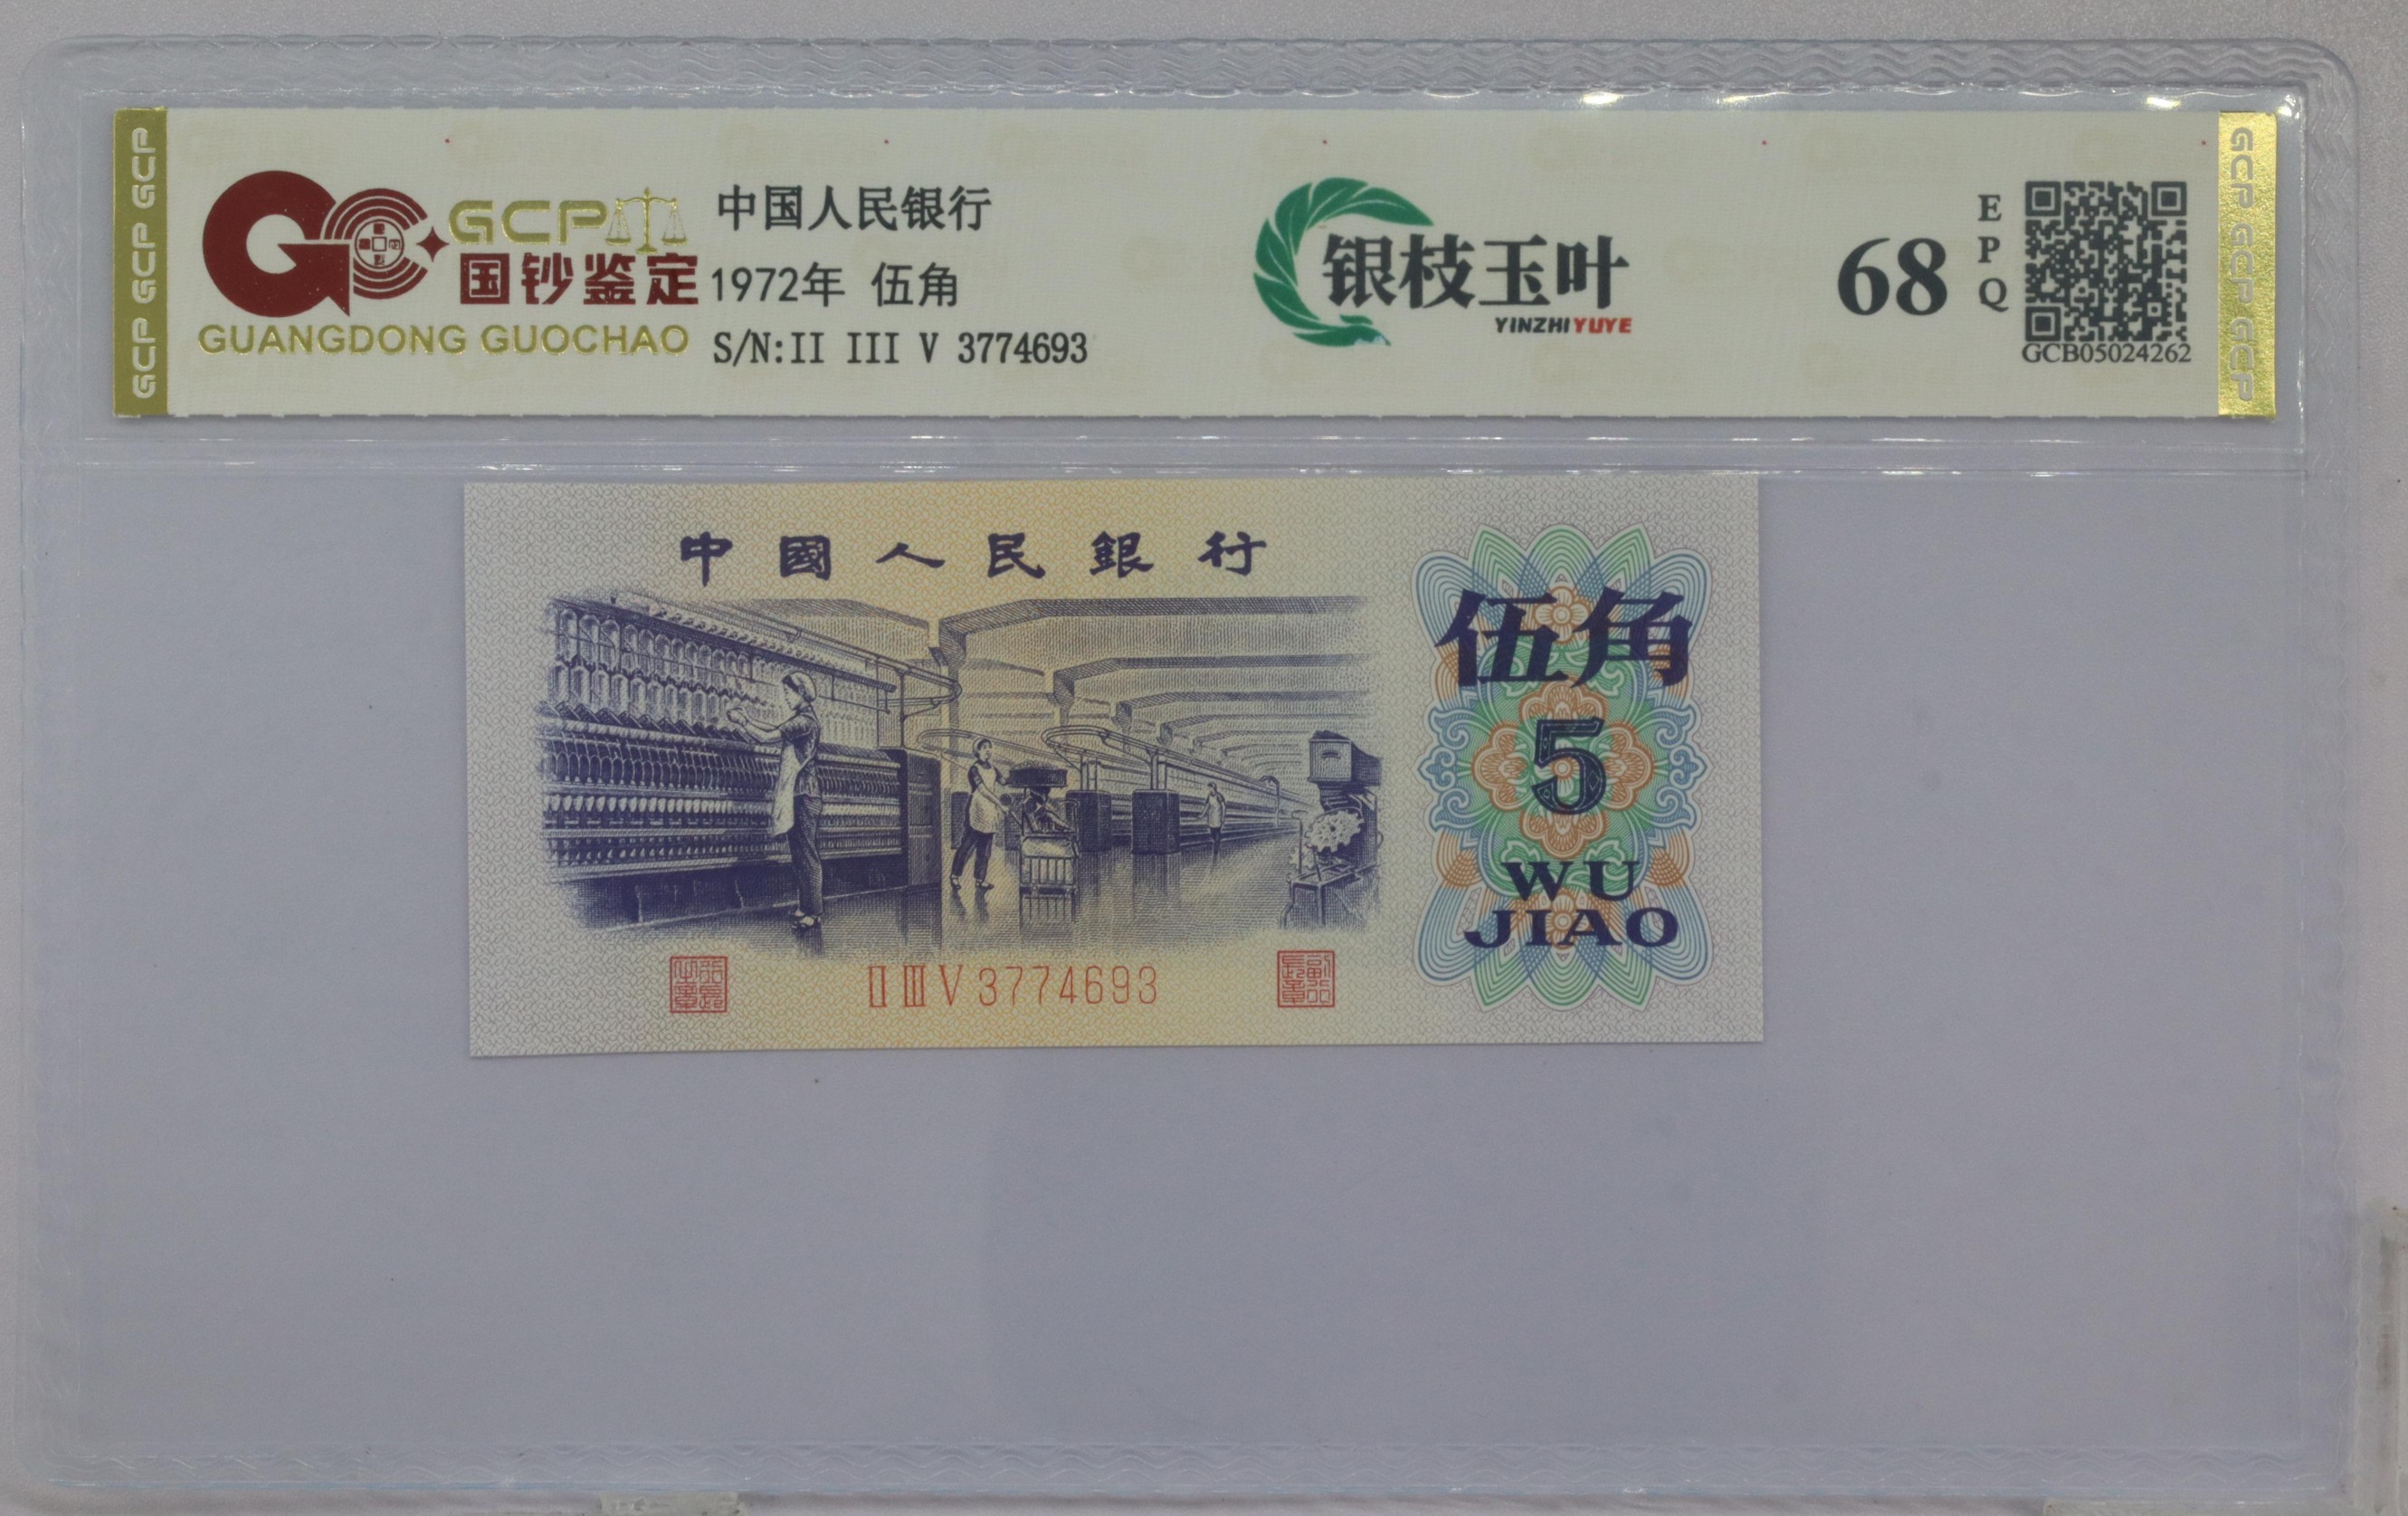 GCP GCP GCP
GCP
国钞鉴定
GUANGDONG GUOCHAO
中国人民银行
1972年 伍角
S/N:II III V 3774693
银枝玉叶
YINZHIYUYE
68
EPQ
GCB05024262
GCP GCP GCP
中國人民銀行
伍角
5
WU
JIAO
II III V 3774693